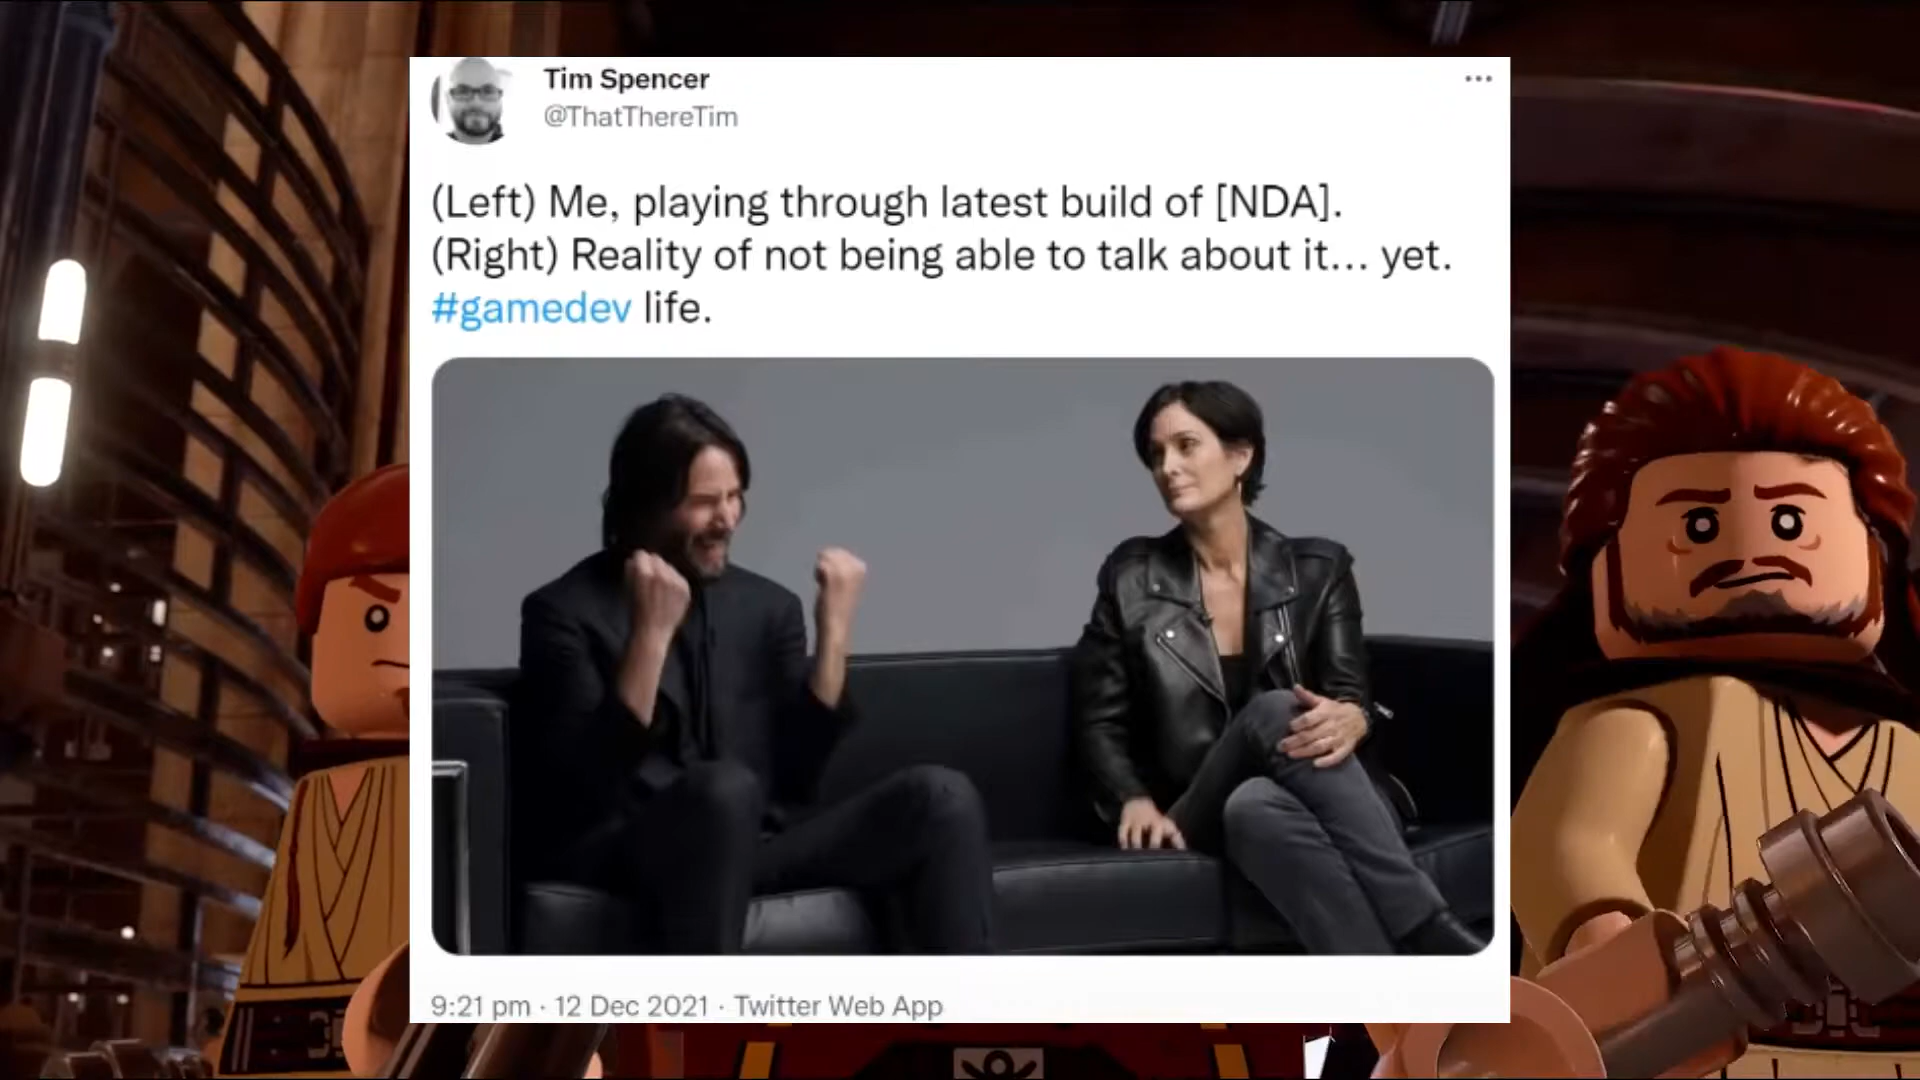 Tim Spencer
@ThatThereTim
(Left) Me, playing through latest build of [NDA].
(Right) Reality of not being able to talk about it... yet.
#gamedev life.
9:21 pm · 12 Dec 2021 · Twitter Web App